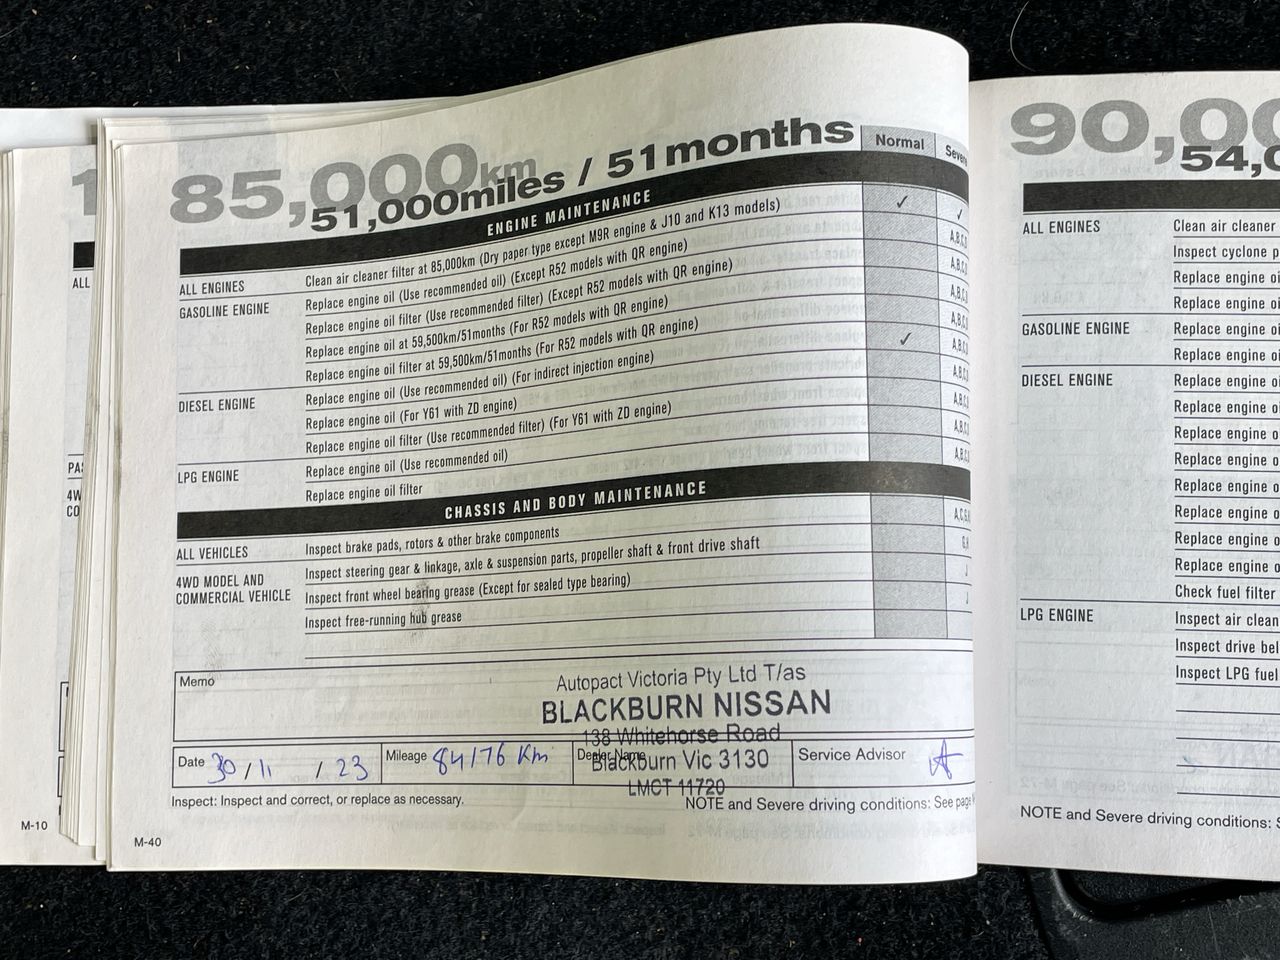 85,000km
51,000miles / 51months
Normal
Severe
ENGINE MAINTENANCE
ALL ENGINES
Clean air cleaner filter at 85,000km (Dry paper type except M9R engine & J10 and K13 models)
✓
✓
GASOLINE ENGINE
Replace engine oil (Use recommended oil) (Except R52 models with QR engine)
Replace engine oil filter (Use recommended filter) (Except R52 models with QR engine)
Replace engine oil at 59,500km/51months (For R52 models with QR engine)
Replace engine oil filter at 59,500km/51months (For R52 models with QR engine)
DIESEL ENGINE
Replace engine oil (Use recommended oil) (For indirect injection engine)
✓
Replace engine oil (For Y61 with ZD engine)
Replace engine oil filter (Use recommended filter) (For Y61 with ZD engine)
LPG ENGINE
Replace engine oil (Use recommended oil)
Replace engine oil filter
CHASSIS AND BODY MAINTENANCE
ALL VEHICLES
Inspect brake pads, rotors & other brake components
4WD MODEL AND
COMMERCIAL VEHICLE
Inspect steering gear & linkage, axle & suspension parts, propeller shaft & front drive shaft
Inspect front wheel bearing grease (Except for sealed type bearing)
Inspect free-running hub grease
Memo
Autopact Victoria Pty Ltd T/as
BLACKBURN NISSAN
138 Whitehorse Road
Blackburn Vic 3130
LMCT 11720
Date 30 / 11 / 23
Mileage 84176 Km
Dealer Name
Service Advisor
Inspect: Inspect and correct, or replace as necessary.
NOTE and Severe driving conditions: See page
M-40
M-10
90,00
54,0
ALL ENGINES
Clean air cleaner
Inspect cyclone p
Replace engine oi
Replace engine oi
GASOLINE ENGINE
Replace engine oi
Replace engine oi
DIESEL ENGINE
Replace engine oi
Replace engine o
Replace engine o
Replace engine o
Replace engine o
Replace engine o
Replace engine o
Replace engine o
Check fuel filter
LPG ENGINE
Inspect air clean
Inspect drive bel
Inspect LPG fuel
NOTE and Severe driving conditions: S